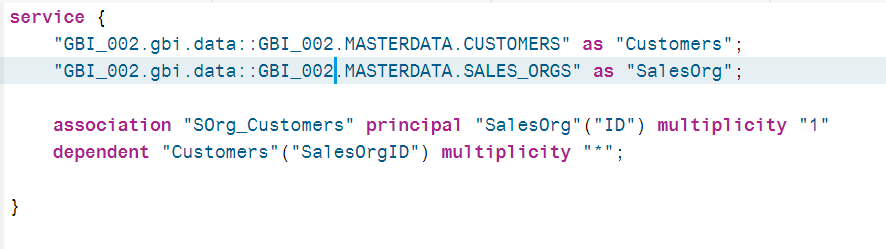 service {
    "GBI_002.gbi.data::GBI_002.MASTERDATA.CUSTOMERS" as "Customers";
    "GBI_002.gbi.data::GBI_002.MASTERDATA.SALES_ORGS" as "SalesOrg";
    association "SOrg_Customers" principal "SalesOrg"("ID") multiplicity "1"
    dependent "Customers"("SalesOrgID") multiplicity "*";
}